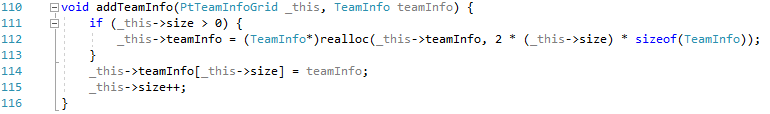 110 void addTeamInfo(PtTeamInfoGrid _this, TeamInfo teamInfo) {
111     if (_this->size > 0) {
112         _this->teamInfo = (TeamInfo*)realloc(_this->teamInfo, 2 * (_this->size) * sizeof(TeamInfo));
113     }
114     _this->teamInfo[_this->size] = teamInfo;
115     _this->size++;
116 }